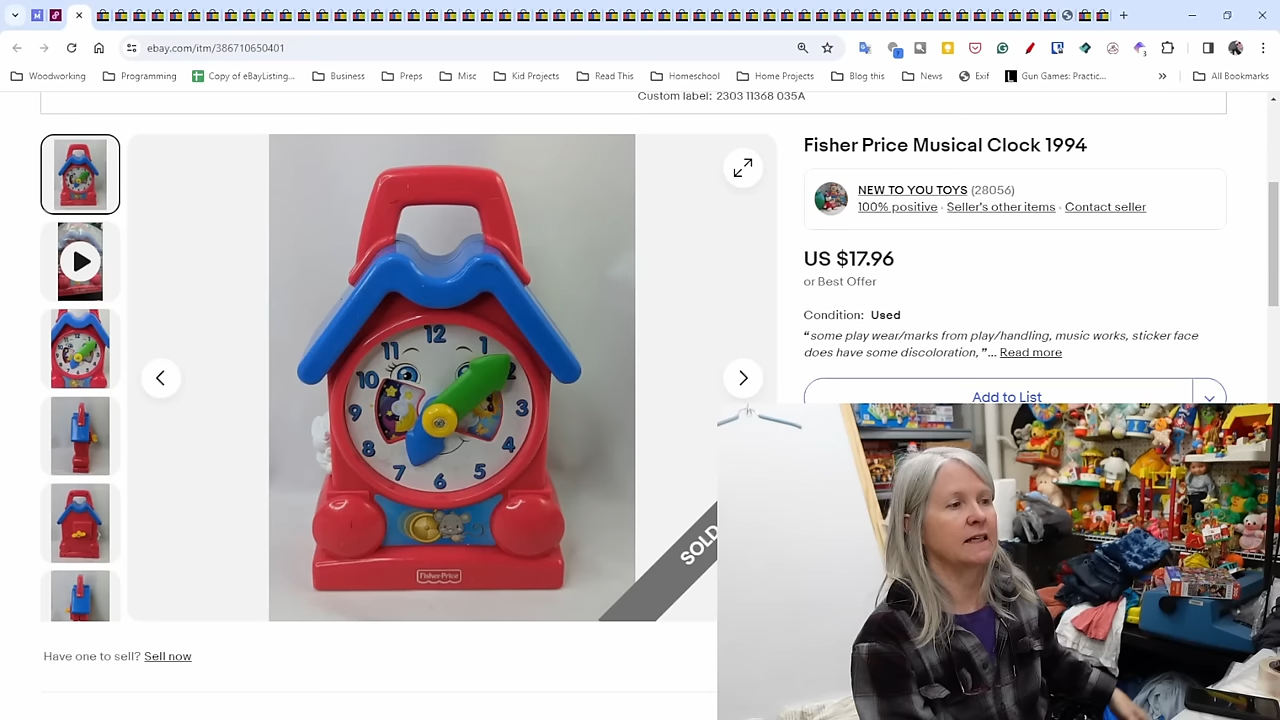 ebay.com/itm/386710650401
Woodworking
Programming
Copy of eBayListing...
Business
Preps
Misc
Kid Projects
Read This
Homeschool
Home Projects
Blog this
News
Exif
Gun Games: Practic...
All Bookmarks
Custom label: 2303 11368 035A
Fisher Price Musical Clock 1994
NEW TO YOU TOYS (28056)
100% positive · Seller's other items · Contact seller
US $17.96
or Best Offer
Condition: Used
“some play wear/marks from play/handling, music works, sticker face
does have some discoloration, ”... Read more
Add to List
12
11
1
10
2
9
3
8
4
7
5
6
Fisher-Price
SOLD
Have one to sell? Sell now